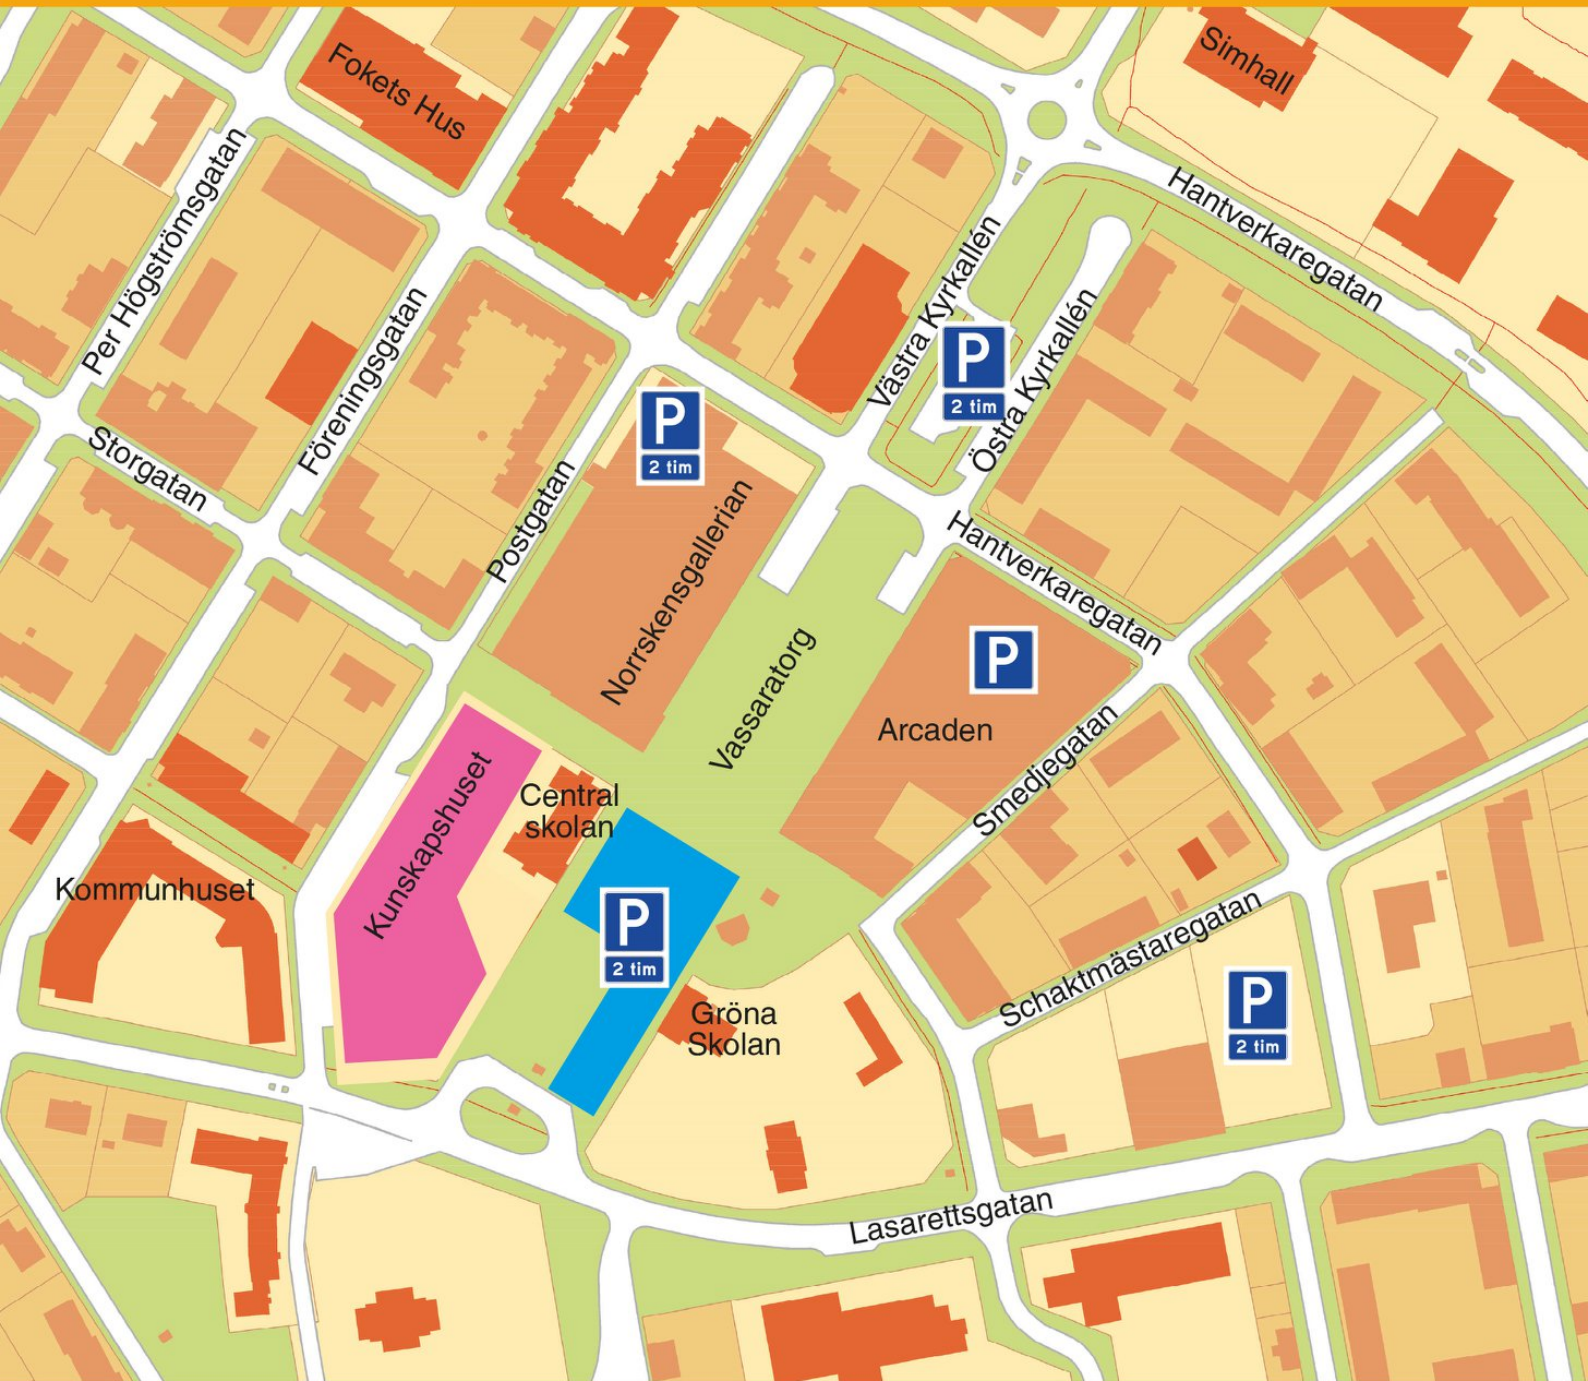 Fokets Hus
Simhall
Per Högströmsgatan
Hantverkaregatan
Föreningsgatan
Västra Kyrkallén
P
2 tim
Östra Kyrkallén
P
2 tim
Storgatan
Postgatan
Norrskensgallerian
Hantverkaregatan
P
Vassaratorg
Arcaden
Smedjegatan
Kunskapshuset
Central
skolan
Kommunhuset
P
2 tim
Schaktmästaregatan
P
2 tim
Gröna
Skolan
Lasarettsgatan